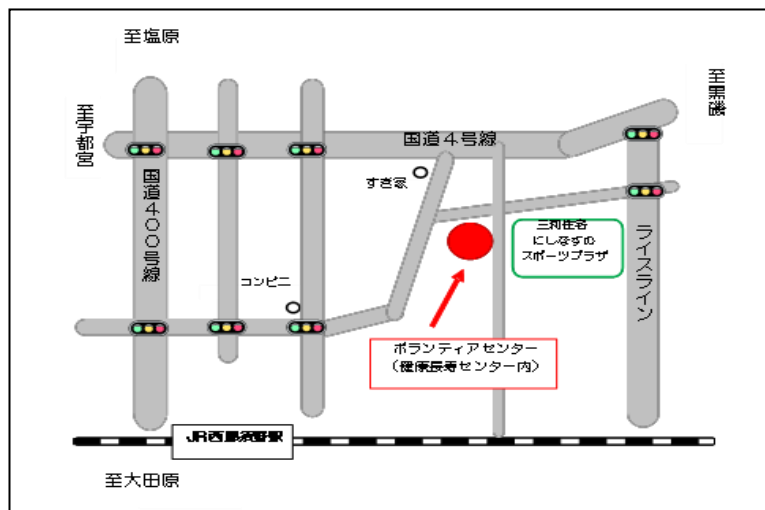 至塩原
至黒磯
至宇都宮
国道４号線
すき家
国道４００号線
三和住宅
にしなすの
スポーツプラザ
ライスライン
コンビニ
ボランティアセンター
（健康長寿センター内）
JR西那須野駅
至大田原